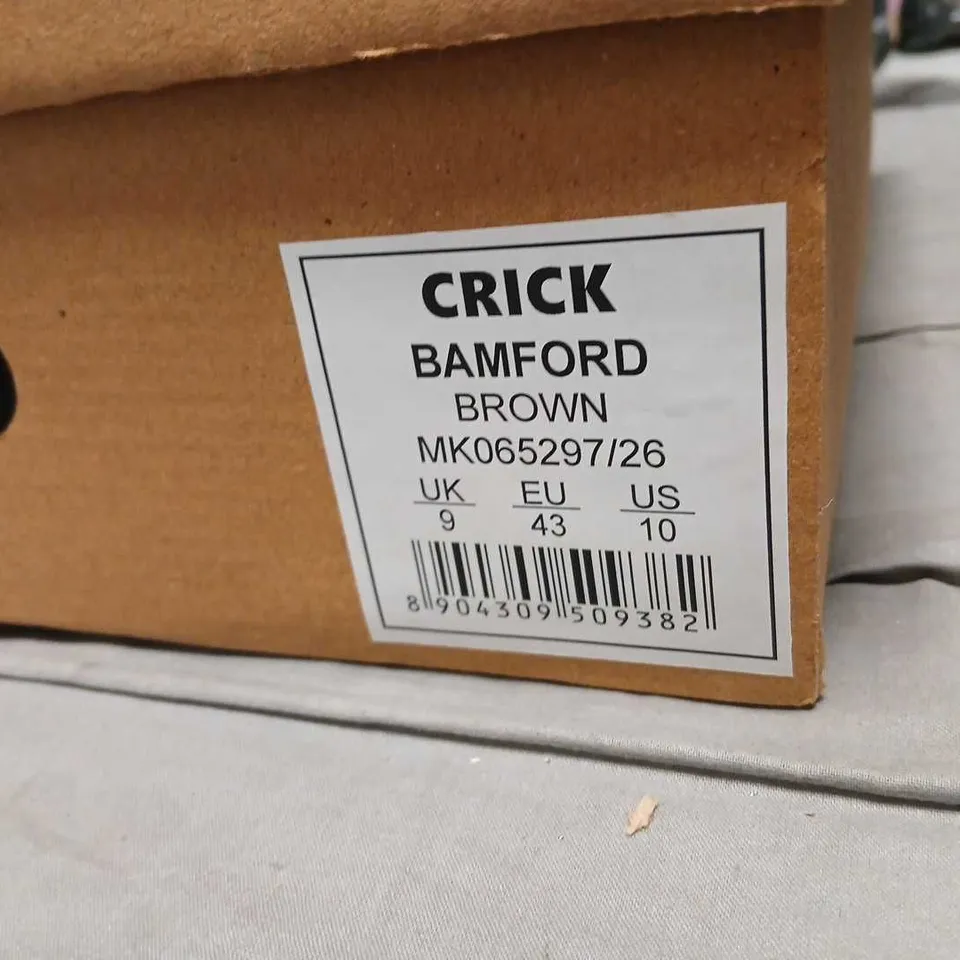 CRICK
BAMFORD
BROWN
MK065297/26
UK EU US
9 43 10
8 904309 509382